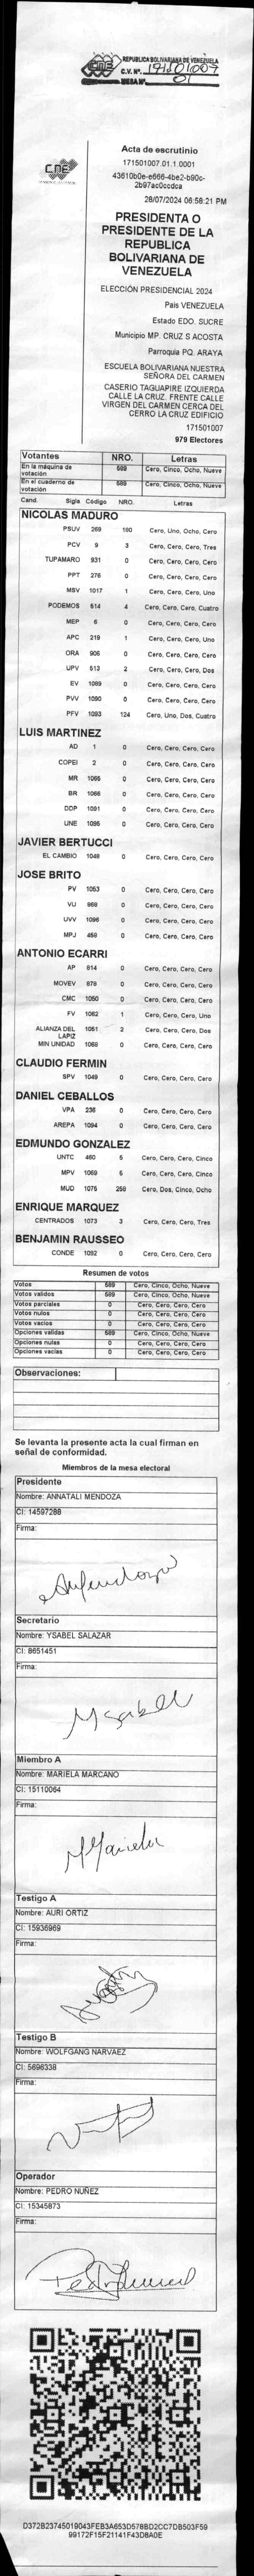 CNE
REPUBLICA BOLIVARIANA DE VENEZUELA
C.V. Nº. 171501007
MESA Nº. 01
CNE
Acta de escrutinio
171501007.01.1.0001
43610b0e-e666-4be2-b90c-
2b97ac0ccdca
28/07/2024 06:58:21 PM
PRESIDENTA O
PRESIDENTE DE LA
REPUBLICA
BOLIVARIANA DE
VENEZUELA
ELECCIÓN PRESIDENCIAL 2024
Pais VENEZUELA
Estado EDO. SUCRE
Municipio MP. CRUZ S ACOSTA
Parroquia PQ. ARAYA
ESCUELA BOLIVARIANA NUESTRA
SEÑORA DEL CARMEN
CASERIO TAGUAPIRE IZQUIERDA
CALLE LA CRUZ. FRENTE CALLE
VIRGEN DEL CARMEN CERCA DEL
CERRO LA CRUZ EDIFICIO
171501007
979 Electores
Votantes NRO. Letras
En la máquina de votación 589 Cero, Cinco, Ocho, Nueve
En el cuaderno de votación 589 Cero, Cinco, Ocho, Nueve
Cand. Sigla Código NRO. Letras
NICOLAS MADURO
PSUV 269 180 Cero, Uno, Ocho, Cero
PCV 9 3 Cero, Cero, Cero, Tres
TUPAMARO 931 0 Cero, Cero, Cero, Cero
PPT 276 0 Cero, Cero, Cero, Cero
MSV 1017 1 Cero, Cero, Cero, Uno
PODEMOS 514 4 Cero, Cero, Cero, Cuatro
MEP 6 0 Cero, Cero, Cero, Cero
APC 219 1 Cero, Cero, Cero, Uno
ORA 906 0 Cero, Cero, Cero, Cero
UPV 513 2 Cero, Cero, Cero, Dos
EV 1089 0 Cero, Cero, Cero, Cero
PVV 1090 0 Cero, Cero, Cero, Cero
PFV 1093 124 Cero, Uno, Dos, Cuatro
LUIS MARTINEZ
AD 1 0 Cero, Cero, Cero, Cero
COPEI 2 0 Cero, Cero, Cero, Cero
MR 1065 0 Cero, Cero, Cero, Cero
BR 1066 0 Cero, Cero, Cero, Cero
DDP 1091 0 Cero, Cero, Cero, Cero
UNE 1095 0 Cero, Cero, Cero, Cero
JAVIER BERTUCCI
EL CAMBIO 1048 0 Cero, Cero, Cero, Cero
JOSE BRITO
PV 1053 0 Cero, Cero, Cero, Cero
VU 968 0 Cero, Cero, Cero, Cero
UVV 1096 0 Cero, Cero, Cero, Cero
MPJ 458 0 Cero, Cero, Cero, Cero
ANTONIO ECARRI
AP 814 0 Cero, Cero, Cero, Cero
MOVEV 878 0 Cero, Cero, Cero, Cero
CMC 1050 0 Cero, Cero, Cero, Cero
FV 1062 1 Cero, Cero, Cero, Uno
ALIANZA DEL LAPIZ 1051 2 Cero, Cero, Cero, Dos
MIN UNIDAD 1068 0 Cero, Cero, Cero, Cero
CLAUDIO FERMIN
SPV 1049 0 Cero, Cero, Cero, Cero
DANIEL CEBALLOS
VPA 236 0 Cero, Cero, Cero, Cero
AREPA 1094 0 Cero, Cero, Cero, Cero
EDMUNDO GONZALEZ
UNTC 460 5 Cero, Cero, Cero, Cinco
MPV 1069 5 Cero, Cero, Cero, Cinco
MUD 1075 258 Cero, Dos, Cinco, Ocho
ENRIQUE MARQUEZ
CENTRADOS 1073 3 Cero, Cero, Cero, Tres
BENJAMIN RAUSSEO
CONDE 1092 0 Cero, Cero, Cero, Cero
Resumen de votos
Votos 589 Cero, Cinco, Ocho, Nueve
Votos validos 589 Cero, Cinco, Ocho, Nueve
Votos parciales 0 Cero, Cero, Cero, Cero
Votos nulos 0 Cero, Cero, Cero, Cero
Votos vacios 0 Cero, Cero, Cero, Cero
Opciones validas 589 Cero, Cinco, Ocho, Nueve
Opciones nulas 0 Cero, Cero, Cero, Cero
Opciones vacias 0 Cero, Cero, Cero, Cero
Observaciones:
Se levanta la presente acta la cual firman en
señal de conformidad.
Miembros de la mesa electoral
Presidente
Nombre: ANNATALI MENDOZA
CI: 14597288
Firma:
Secretario
Nombre: YSABEL SALAZAR
CI: 8651451
Firma:
Ysabel
Miembro A
Nombre: MARIELA MARCANO
CI: 15110064
Firma:
MMariela
Testigo A
Nombre: AURI ORTIZ
CI: 15936969
Firma:
Testigo B
Nombre: WOLFGANG NARVAEZ
CI: 5696338
Firma:
Operador
Nombre: PEDRO NUÑEZ
CI: 15345873
Firma:
D372B23745019043FEB3A653D578BD2CC7DB503F59
99172F15F21141F43D8A0E